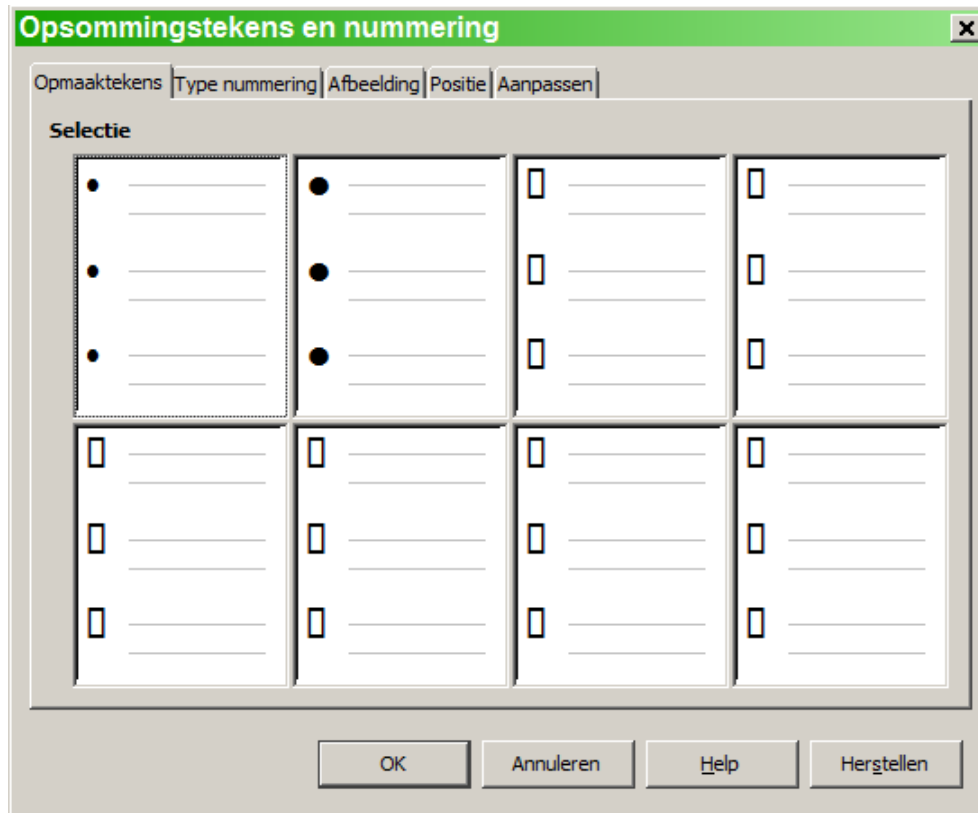 Opsommingstekens en nummering
Opmaaktekens Type nummering Afbeelding Positie Aanpassen
Selectie
OK Annuleren Help Herstellen